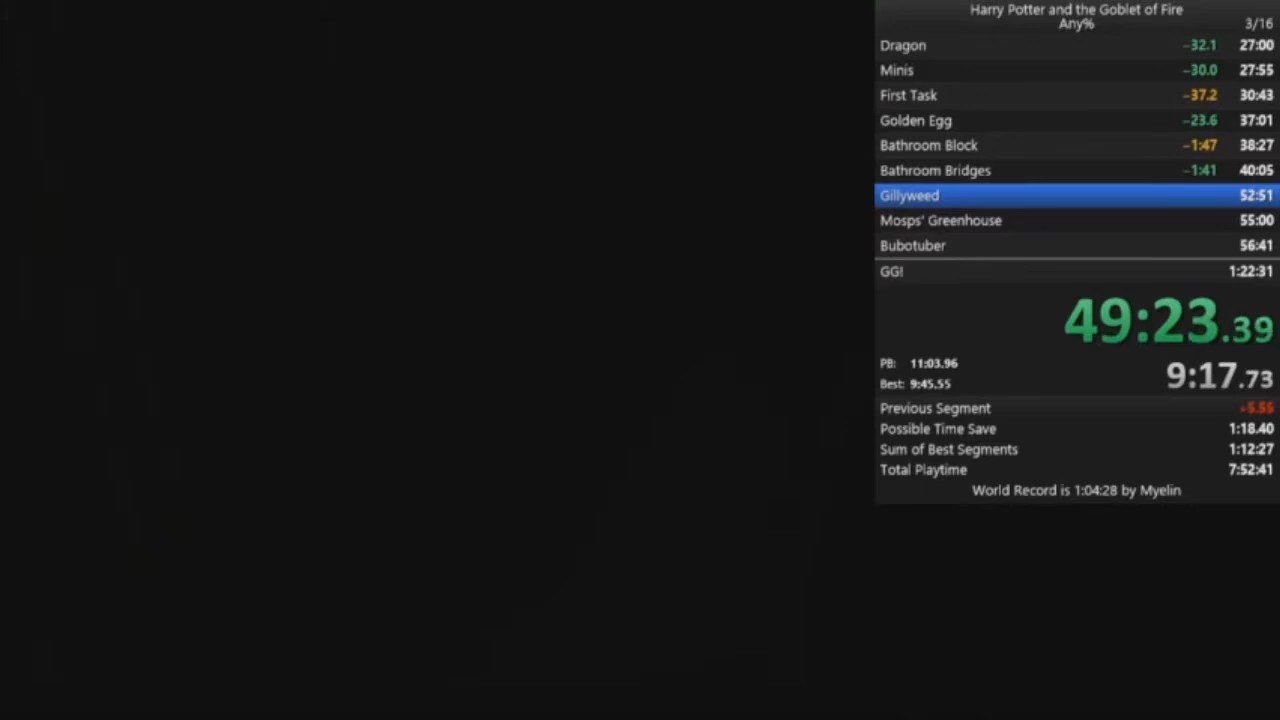 Harry Potter and the Goblet of Fire
Any% 3/16
Dragon -32.1 27:00
Minis -30.0 27:55
First Task -37.2 30:43
Golden Egg -23.6 37:01
Bathroom Block -1:47 38:27
Bathroom Bridges -1:41 40:05
Gillyweed 52:51
Mosps' Greenhouse 55:00
Bubotuber 56:41
GG! 1:22:31
49:23.39
PB: 11:03.96
9:17.73
Best: 9:45.55
Previous Segment +5.55
Possible Time Save 1:18.40
Sum of Best Segments 1:12:27
Total Playtime 7:52:41
World Record is 1:04:28 by Myelin